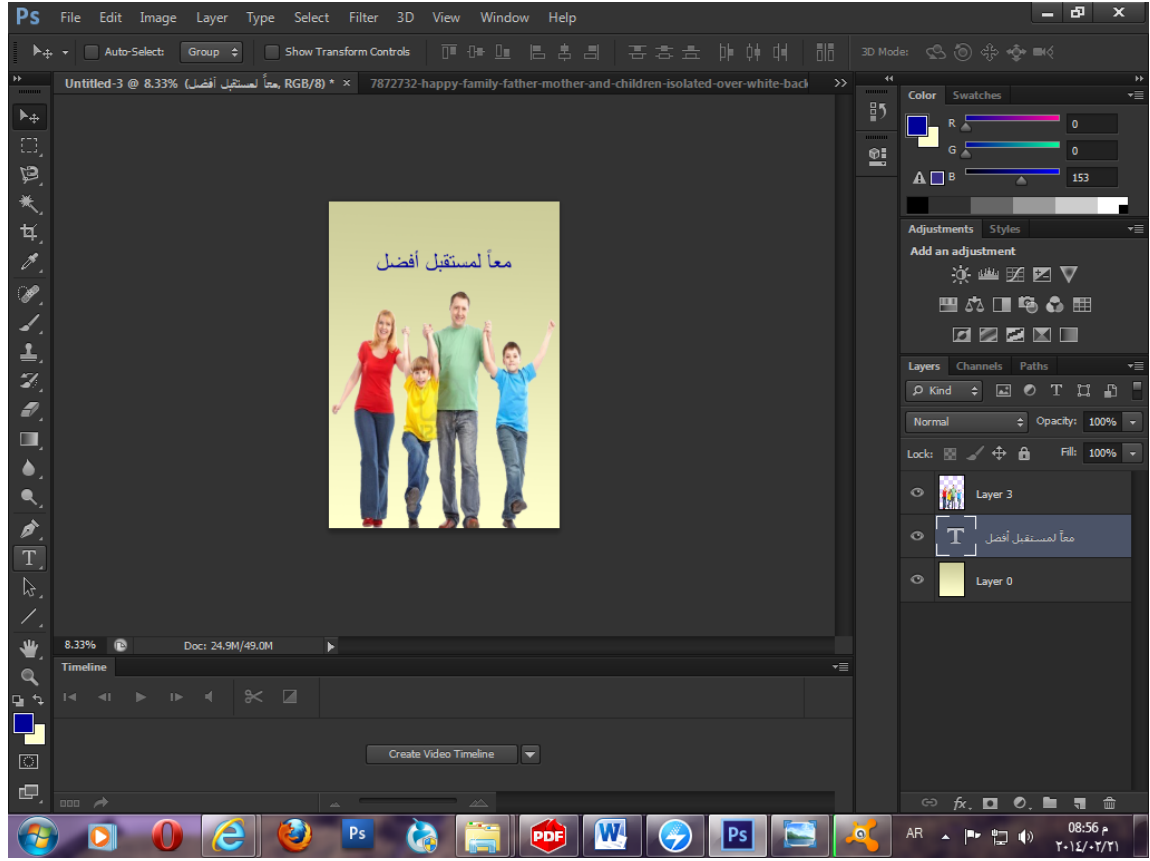 Ps File Edit Image Layer Type Select Filter 3D View Window Help
Auto-Select: Group Show Transform Controls 3D Mode:
Untitled-3 @ 8.33% (معاً لمستقبل أفضل, RGB/8) * × 7872732-happy-family-father-mother-and-children-isolated-over-white-back
معاً لمستقبل أفضل
8.33% Doc: 24.9M/49.0M
Timeline
Create Video Timeline
Color Swatches
R 0
G 0
B 153
Adjustments Styles
Add an adjustment
Layers Channels Paths
Kind
Normal Opacity: 100%
Lock: Fill: 100%
Layer 3
معاً لمستقبل أفضل
Layer 0
fx.
Ps PDF W Ps AR
08:56 م
٢٠١٤/٠٢/٢١